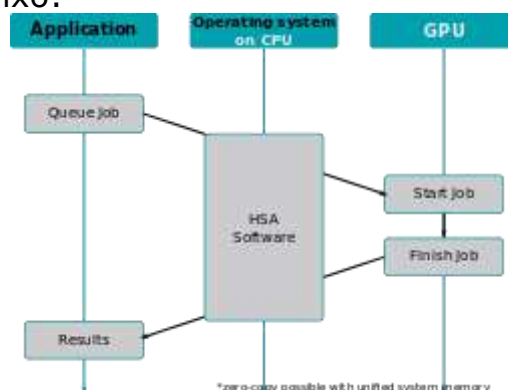 ixo.
Application
Operating system
on CPU
GPU
Queue Job
HSA
Software
Start Job
Finish Job
Results
*zero-copy possible with unified system memory